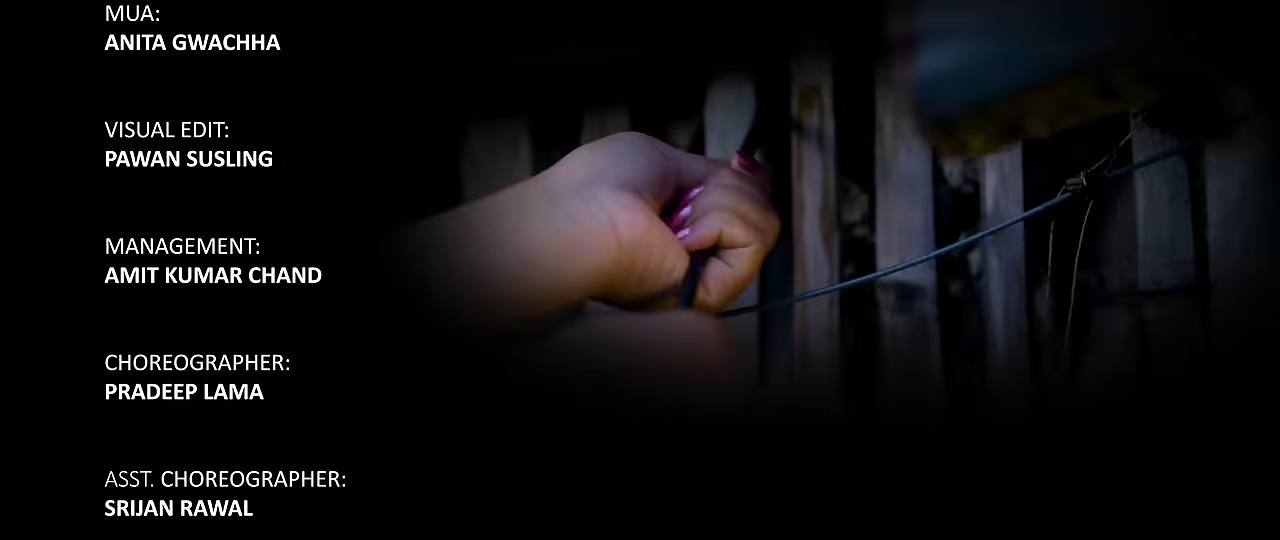 MUA:
ANITA GWACHHA
VISUAL EDIT:
PAWAN SUSLING
MANAGEMENT:
AMIT KUMAR CHAND
CHOREOGRAPHER:
PRADEEP LAMA
ASST. CHOREOGRAPHER:
SRIJAN RAWAL